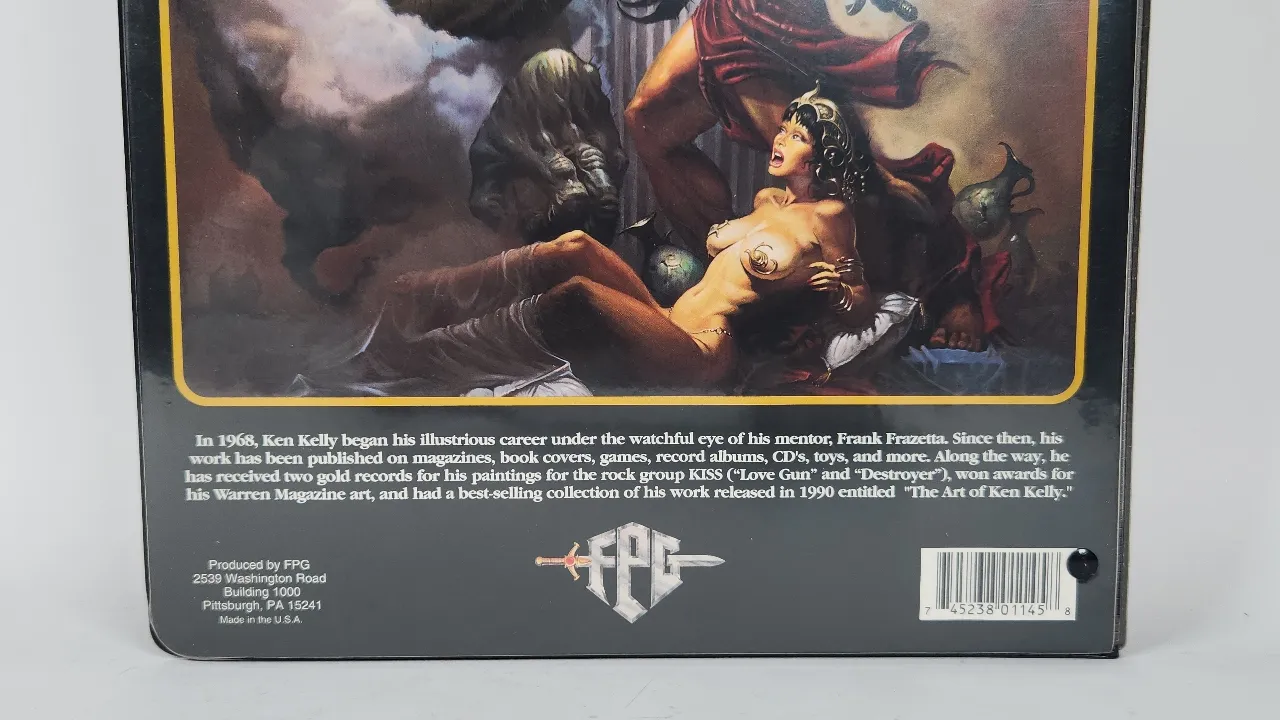 In 1968, Ken Kelly began his illustrious career under the watchful eye of his mentor, Frank Frazetta. Since then, his
work has been published on magazines, book covers, games, record albums, CD's, toys, and more. Along the way, he
has received two gold records for his paintings for the rock group KISS ("Love Gun" and "Destroyer"), won awards for
his Warren Magazine art, and had a best-selling collection of his work released in 1990 entitled "The Art of Ken Kelly."
FPG
Produced by FPG
2539 Washington Road
Building 1000
Pittsburgh, PA 15241
Made in the U.S.A.
7 45238 01145 8